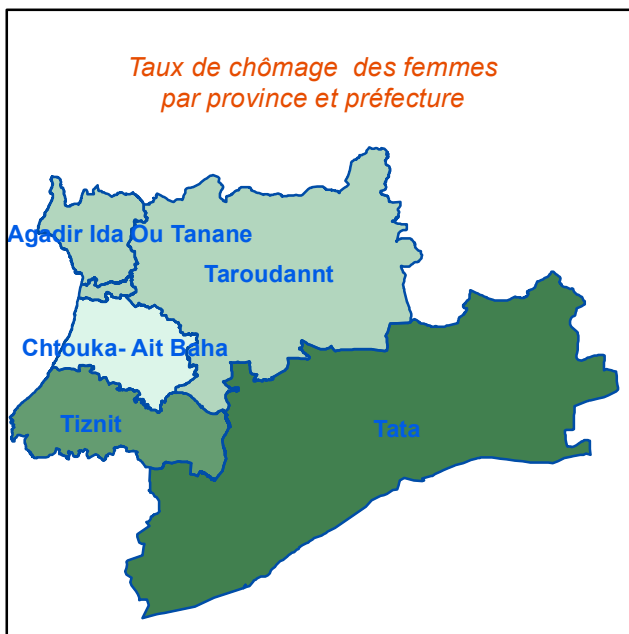 Taux de chômage des femmes
par province et préfecture
Agadir Ida Ou Tanane
Taroudannt
Chtouka- Ait Baha
Tiznit
Tata